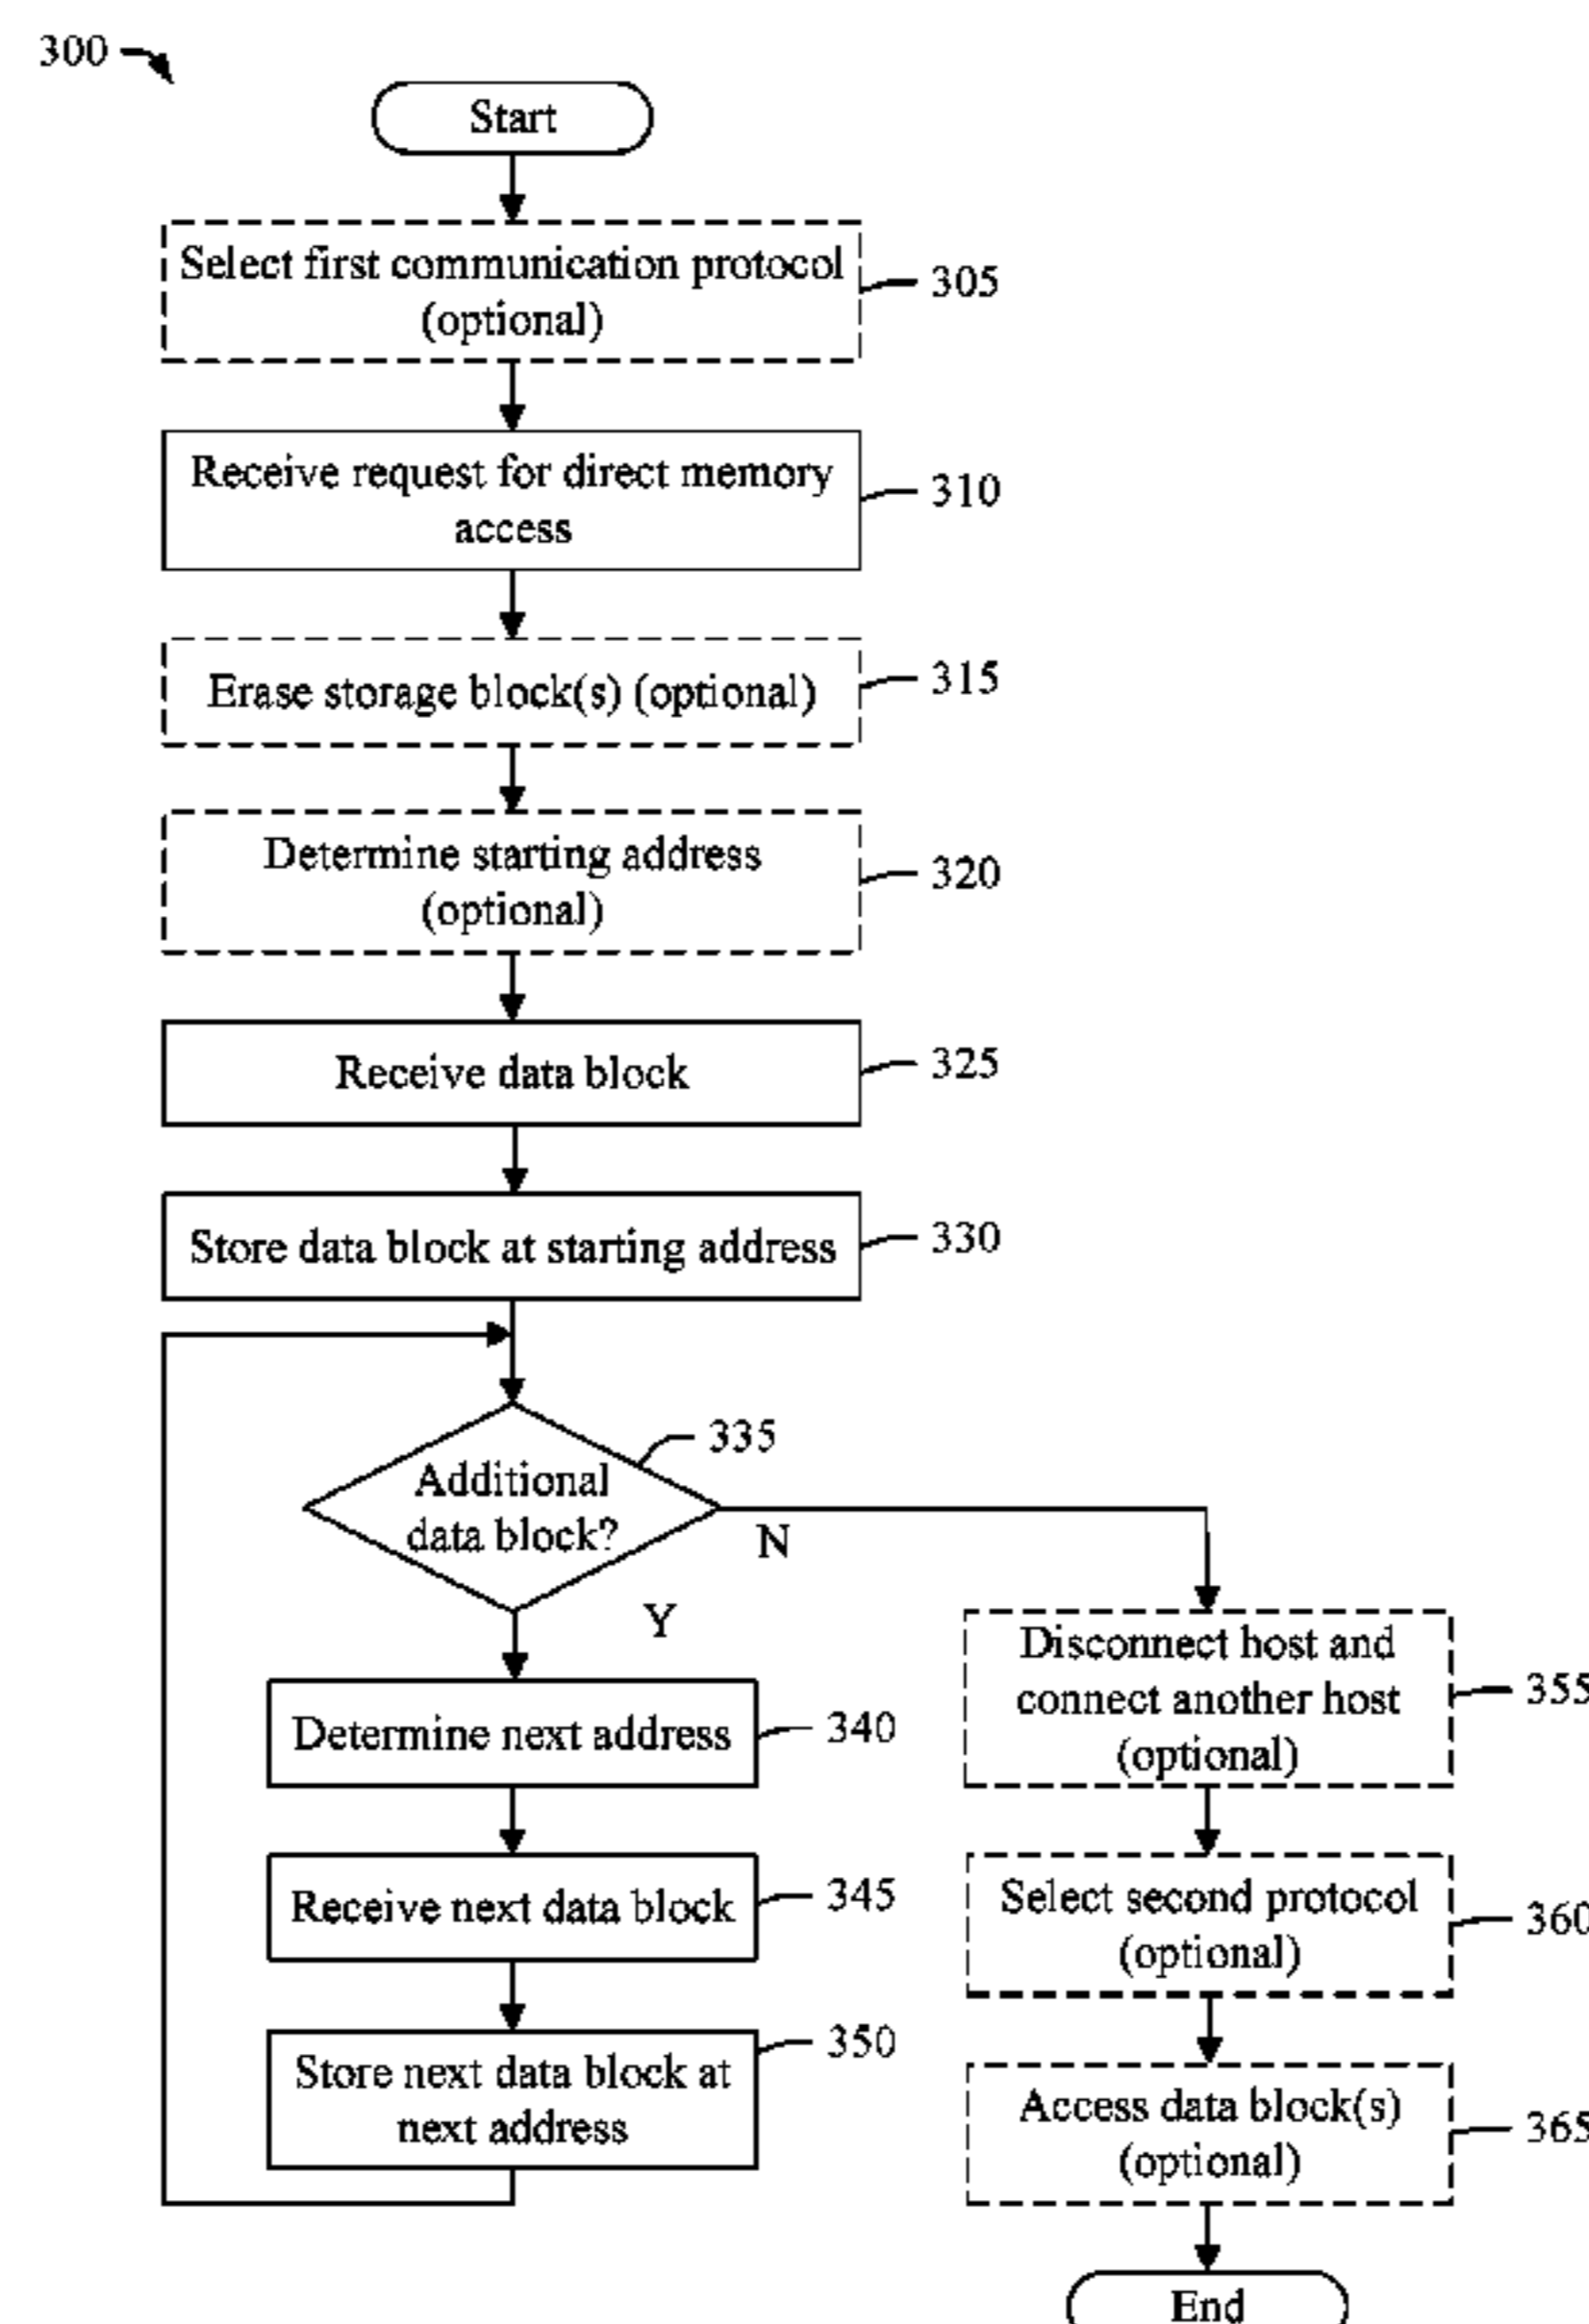 300
Start
Select first communication protocol
(optional)
305
Receive request for direct memory
access
310
Erase storage block(s) (optional)
315
Determine starting address
(optional)
320
Receive data block
325
Store data block at starting address
330
335
Additional
data block?
N
Y
Determine next address
340
Receive next data block
345
Store next data block at
next address
350
Disconnect host and
connect another host
(optional)
355
Select second protocol
(optional)
360
Access data block(s)
(optional)
365
End